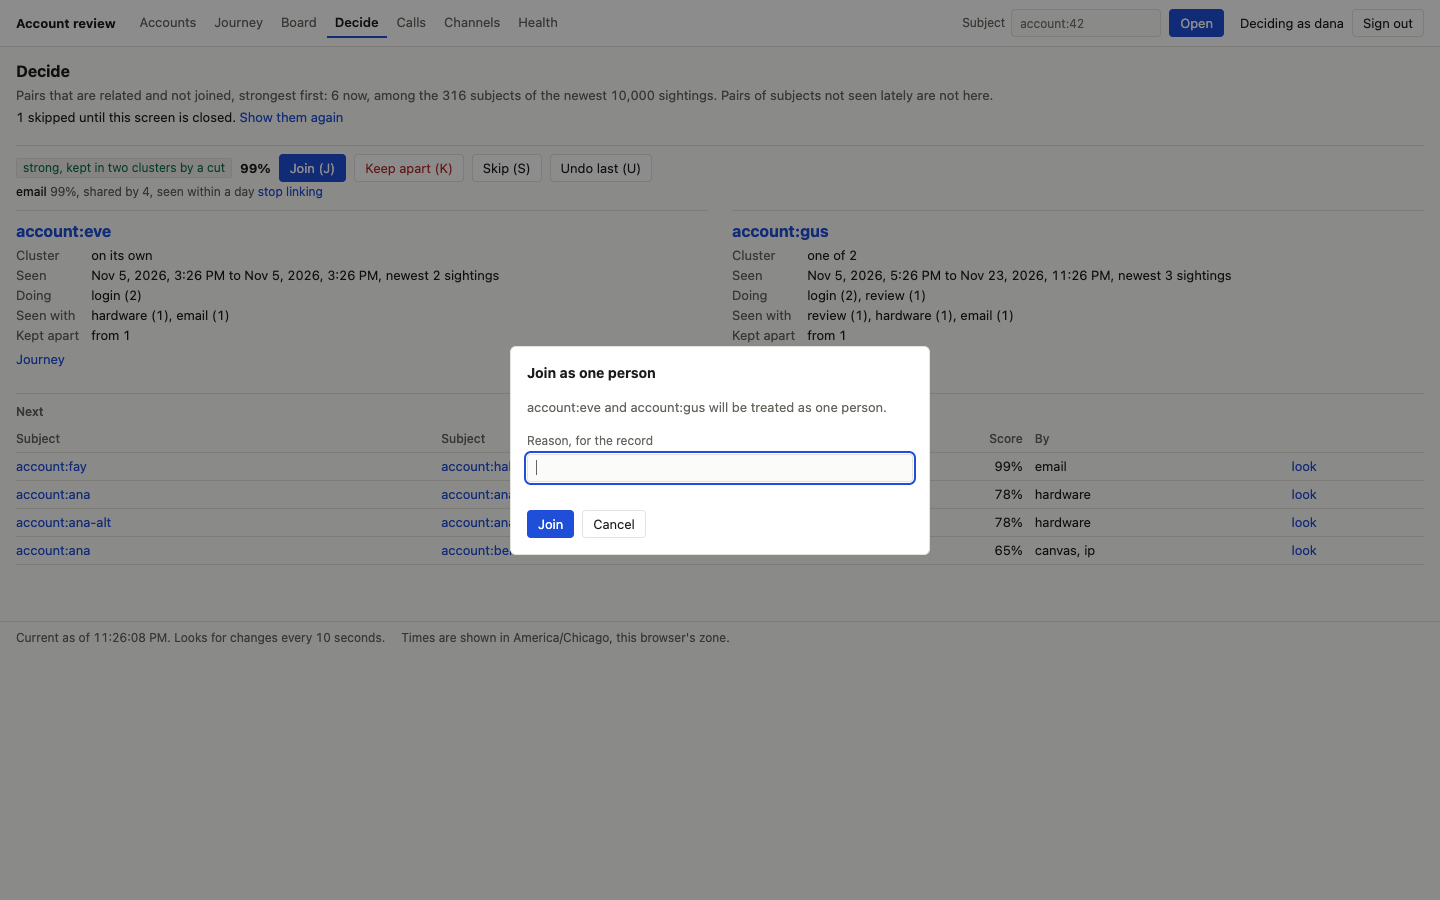 Account review Accounts Journey Board Decide Calls Channels Health Subject account:42 Open Deciding as dana Sign out
Decide
Pairs that are related and not joined, strongest first: 6 now, among the 316 subjects of the newest 10,000 sightings. Pairs of subjects not seen lately are not here.
1 skipped until this screen is closed. Show them again
strong, kept in two clusters by a cut 99% Join (J) Keep apart (K) Skip (S) Undo last (U)
email 99%, shared by 4, seen within a day stop linking
account:eve account:gus
Cluster on its own Cluster one of 2
Seen Nov 5, 2026, 3:26 PM to Nov 5, 2026, 3:26 PM, newest 2 sightings Seen Nov 5, 2026, 5:26 PM to Nov 23, 2026, 11:26 PM, newest 3 sightings
Doing login (2) Doing login (2), review (1)
Seen with hardware (1), email (1) Seen with review (1), hardware (1), email (1)
Kept apart from 1 Kept apart from 1
Journey
Join as one person
account:eve and account:gus will be treated as one person.
Reason, for the record
Join Cancel
Next
Subject Subject Score By
account:fay 99% email look
account:ana 78% hardware look
account:ana-alt 78% hardware look
account:ana 65% canvas, ip look
Current as of 11:26:08 PM. Looks for changes every 10 seconds. Times are shown in America/Chicago, this browser's zone.